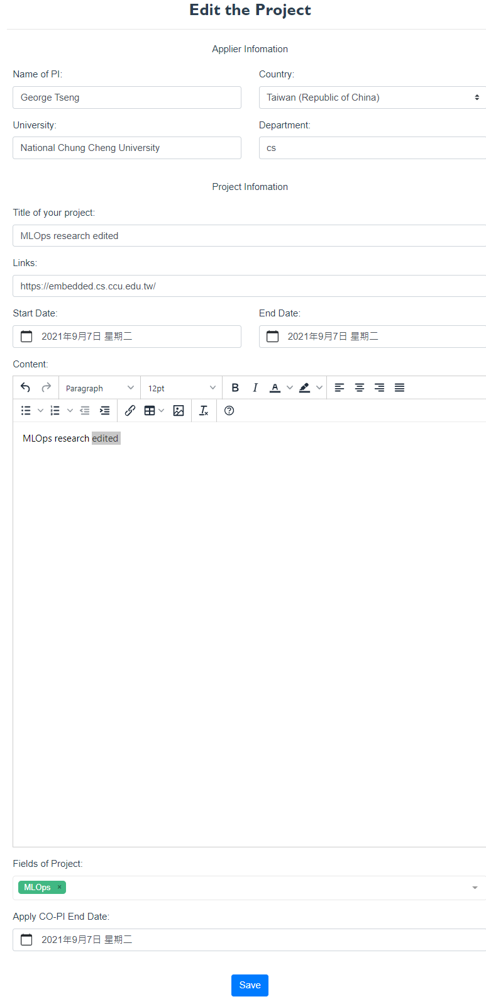 Edit the Project
Applier Infomation
Name of PI: Country:
George Tseng Taiwan (Republic of China)
University: Department:
National Chung Cheng University cs
Project Infomation
Title of your project:
MLOps research edited
Links:
https://embedded.cs.ccu.edu.tw/
Start Date: End Date:
2021年9月7日 星期二 2021年9月7日 星期二
Content:
Paragraph 12pt B I A
MLOps research edited
Fields of Project:
MLOps ×
Apply CO-PI End Date:
2021年9月7日 星期二
Save